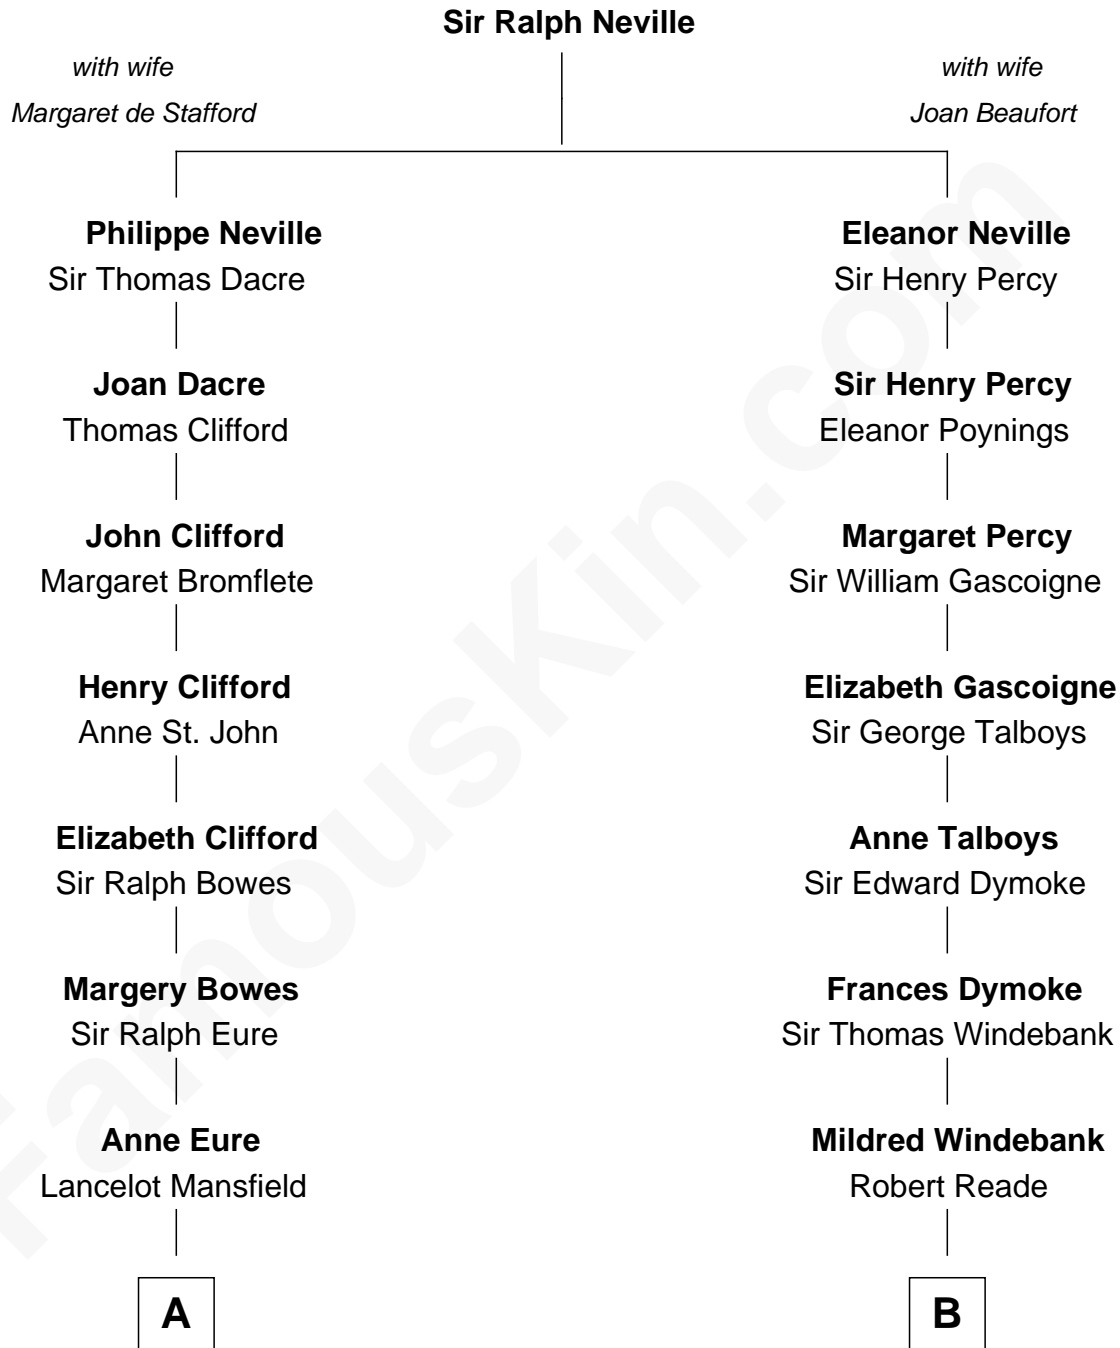 Sir Ralph Neville
with wife
Margaret de Stafford
with wife
Joan Beaufort
Philippe Neville
Sir Thomas Dacre
Eleanor Neville
Sir Henry Percy
Joan Dacre
Thomas Clifford
Sir Henry Percy
Eleanor Poynings
John Clifford
Margaret Bromflete
Margaret Percy
Sir William Gascoigne
Henry Clifford
Anne St. John
Elizabeth Gascoigne
Sir George Talboys
Elizabeth Clifford
Sir Ralph Bowes
Anne Talboys
Sir Edward Dymoke
Margery Bowes
Sir Ralph Eure
Frances Dymoke
Sir Thomas Windebank
Anne Eure
Lancelot Mansfield
Mildred Windebank
Robert Reade
A
B
FamousKin.com